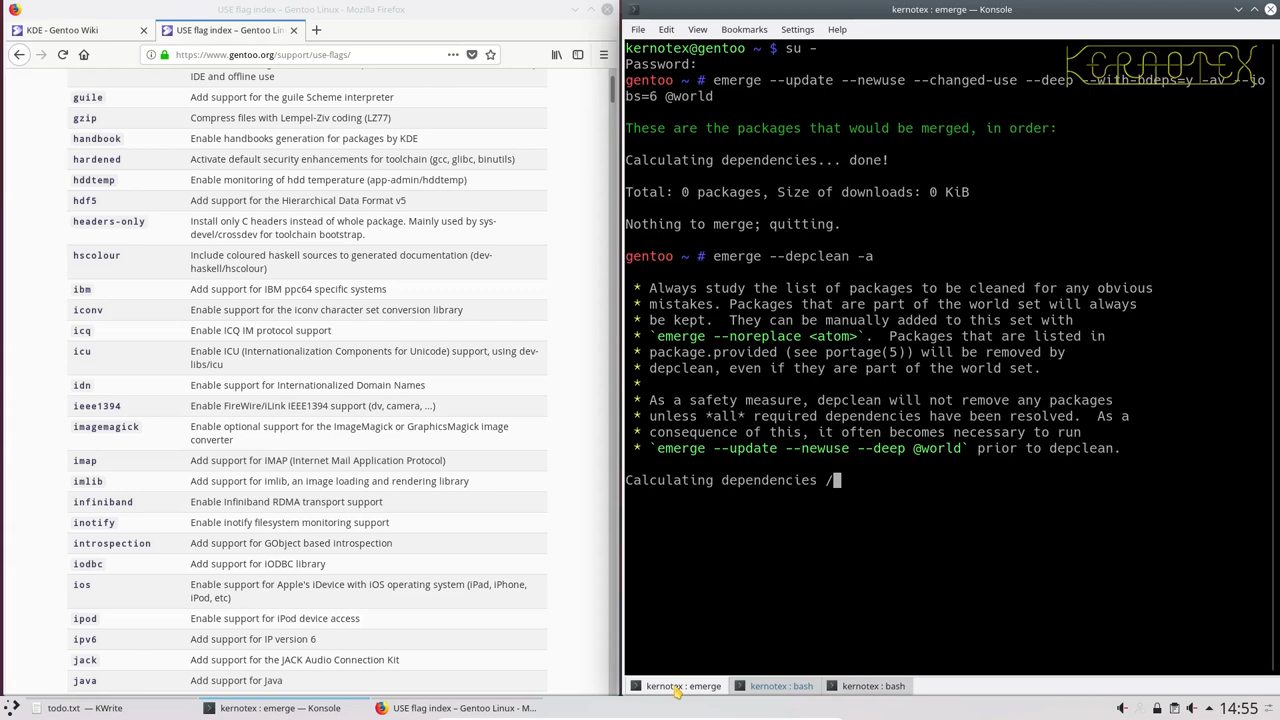 USE flag index – Gentoo Linux - Mozilla Firefox
KDE - Gentoo Wiki
USE flag index – Gentoo Lin
https://www.gentoo.org/support/use-flags/
IDE and offline use
guile Add support for the guile Scheme interpreter
gzip Compress files with Lempel-Ziv coding (LZ77)
handbook Enable handbooks generation for packages by KDE
hardened Activate default security enhancements for toolchain (gcc, glibc, binutils)
hddtemp Enable monitoring of hdd temperature (app-admin/hddtemp)
hdf5 Add support for the Hierarchical Data Format v5
headers-only Install only C headers instead of whole package. Mainly used by sys-
devel/crossdev for toolchain bootstrap.
hscolour Include coloured haskell sources to generated documentation (dev-
haskell/hscolour)
ibm Add support for IBM ppc64 specific systems
iconv Enable support for the iconv character set conversion library
icq Enable ICQ IM protocol support
icu Enable ICU (Internationalization Components for Unicode) support, using dev-
libs/icu
idn Enable support for Internationalized Domain Names
ieee1394 Enable FireWire/iLink IEEE1394 support (dv, camera, ...)
imagemagick Enable optional support for the ImageMagick or GraphicsMagick image
converter
imap Add support for IMAP (Internet Mail Application Protocol)
imlib Add support for imlib, an image loading and rendering library
infiniband Enable Infiniband RDMA transport support
inotify Enable inotify filesystem monitoring support
introspection Add support for GObject based introspection
iodbc Add support for iODBC library
ios Enable support for Apple's iDevice with iOS operating system (iPad, iPhone,
iPod, etc)
ipod Enable support for iPod device access
ipv6 Add support for IP version 6
jack Add support for the JACK Audio Connection Kit
java Add support for Java
kernotex : emerge — Konsole
File Edit View Bookmarks Settings Help
KERNOTEX
kernotex@gentoo ~ $ su -
Password:
gentoo ~ # emerge --update --newuse --changed-use --deep --with-bdeps=y -av --jo
bs=6 @world
These are the packages that would be merged, in order:
Calculating dependencies... done!
Total: 0 packages, Size of downloads: 0 KiB
Nothing to merge; quitting.
gentoo ~ # emerge --depclean -a
* Always study the list of packages to be cleaned for any obvious
* mistakes. Packages that are part of the world set will always
* be kept.  They can be manually added to this set with
* `emerge --noreplace <atom>`.  Packages that are listed in
* package.provided (see portage(5)) will be removed by
* depclean, even if they are part of the world set.
*
* As a safety measure, depclean will not remove any packages
* unless *all* required dependencies have been resolved.  As a
* consequence of this, it often becomes necessary to run
* `emerge --update --newuse --deep @world` prior to depclean.
Calculating dependencies /
kernotex : emerge
kernotex : bash
kernotex : bash
todo.txt — KWrite
kernotex : emerge — Konsole
USE flag index – Gentoo Linux - M...
14:55